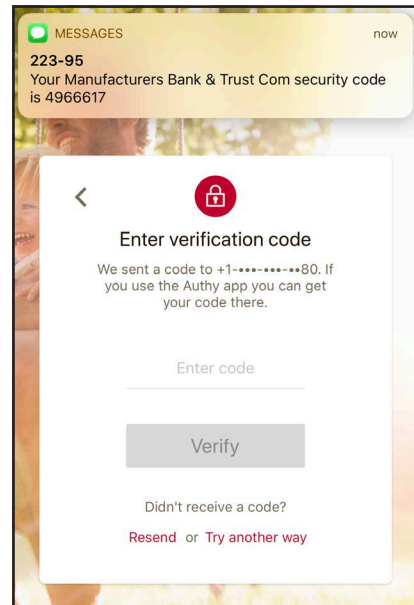 MESSAGES now
223-95
Your Manufacturers Bank & Trust Com security code
is 4966617
Enter verification code
We sent a code to +1-•••-•••-••80. If
you use the Authy app you can get
your code there.
Enter code
Verify
Didn't receive a code?
Resend or Try another way